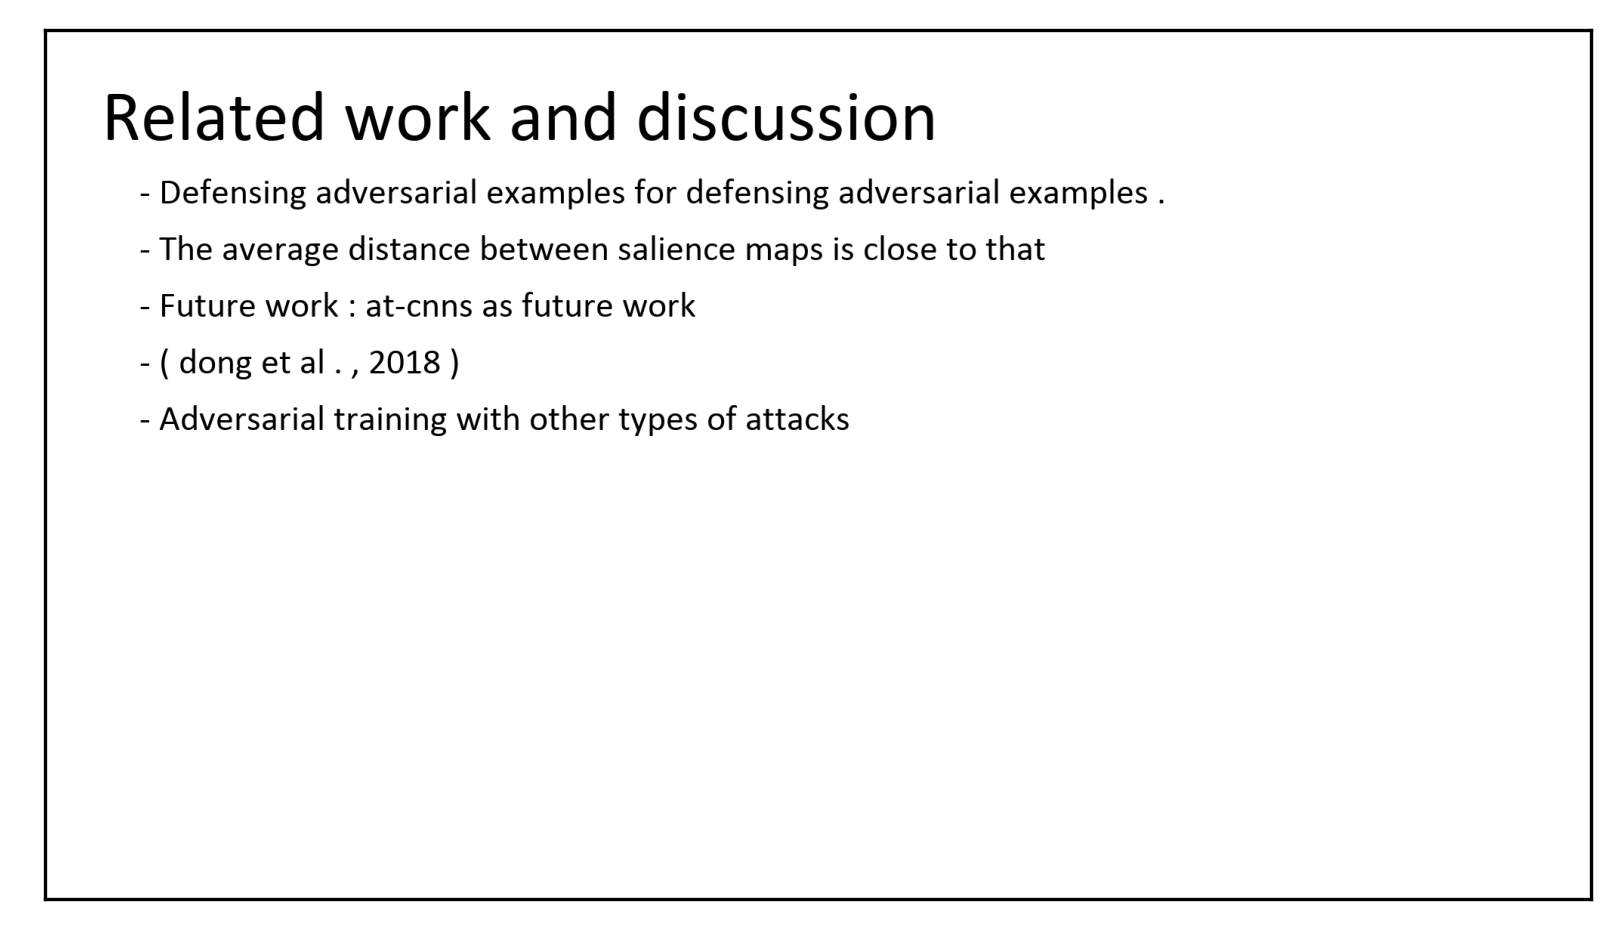 Related work and discussion
- Defensing adversarial examples for defensing adversarial examples .
- The average distance between salience maps is close to that
- Future work : at-cnns as future work
- ( dong et al . , 2018 )
- Adversarial training with other types of attacks